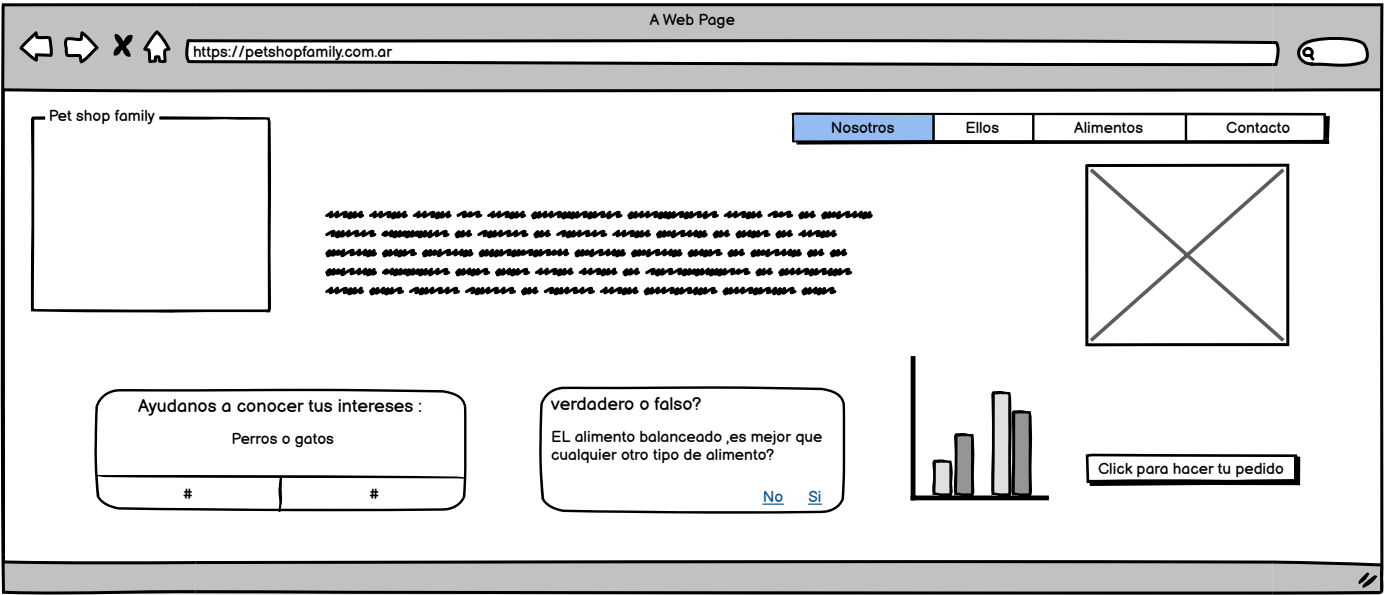 A Web Page
https://petshopfamily.com.ar
Pet shop family
Nosotros
Ellos
Alimentos
Contacto
Ayudanos a conocer tus intereses :
Perros o gatos
#
#
verdadero o falso?
EL alimento balanceado ,es mejor que
cualquier otro tipo de alimento?
No
Si
Click para hacer tu pedido